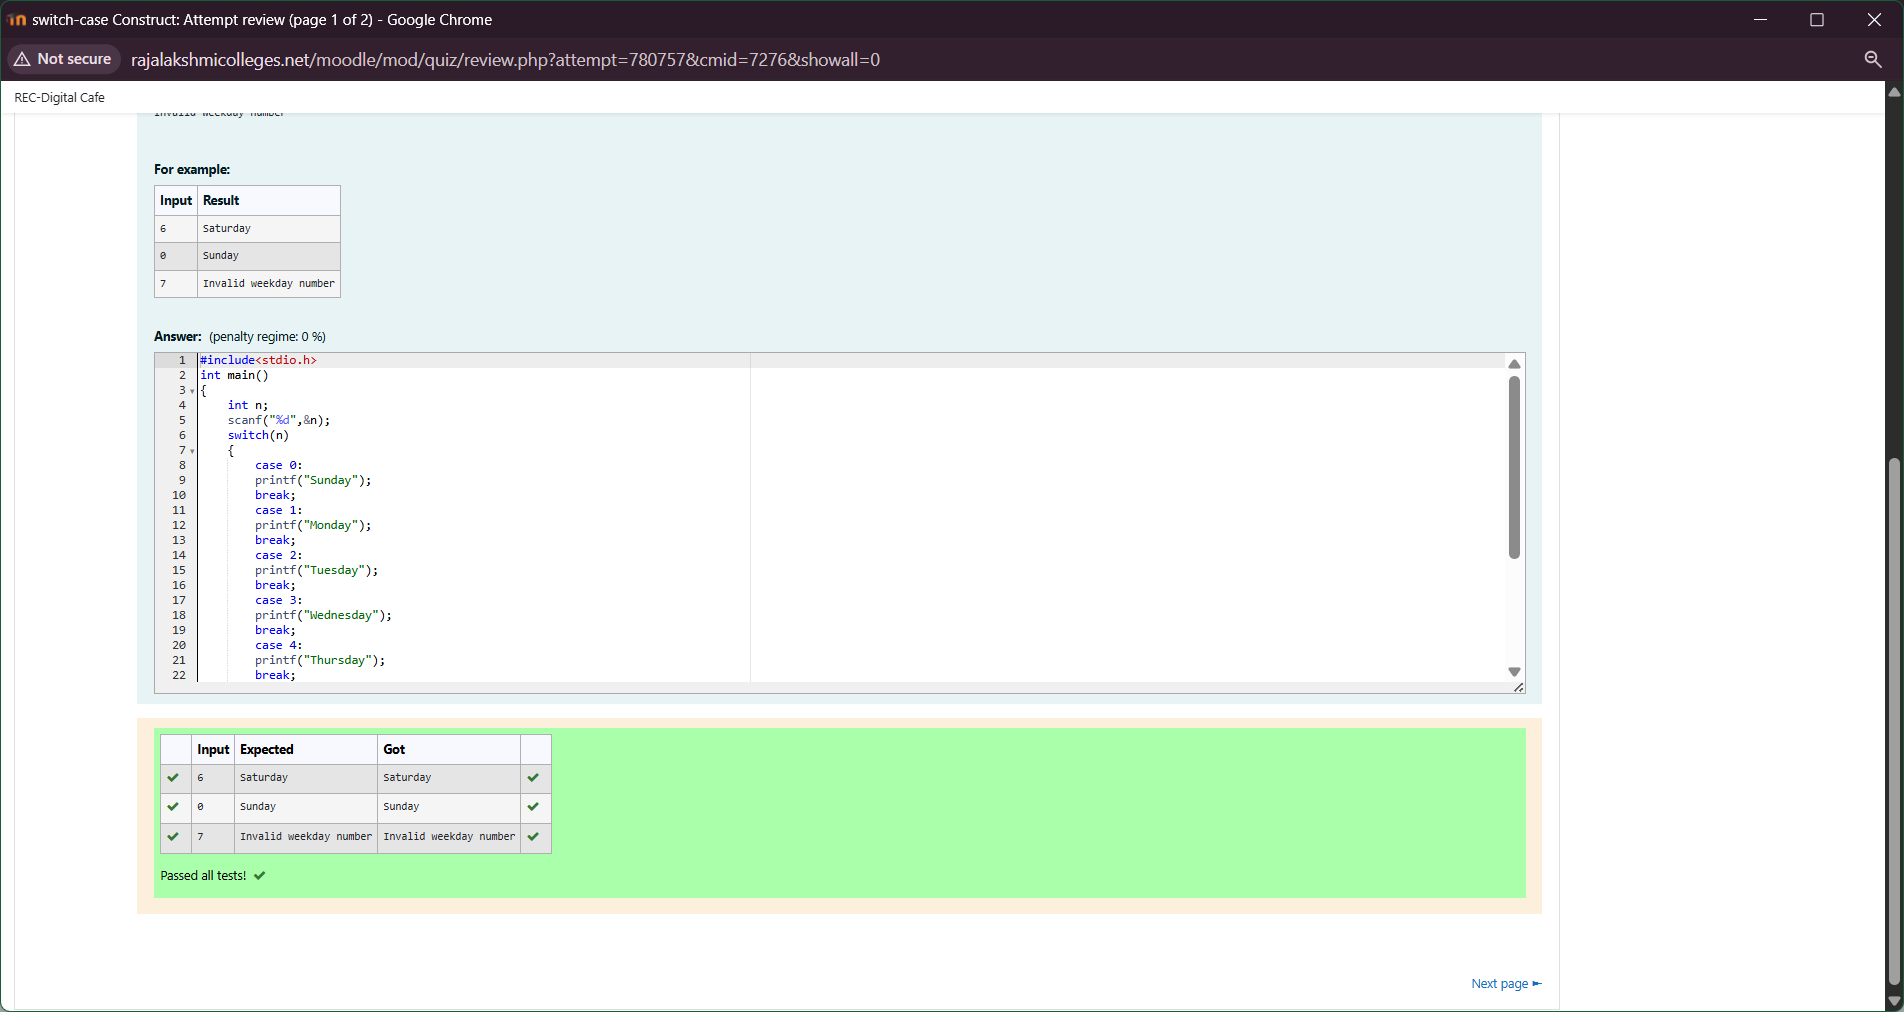 switch-case Construct: Attempt review (page 1 of 2) - Google Chrome
Not secure rajalakshmicolleges.net/moodle/mod/quiz/review.php?attempt=780757&cmid=7276&showall=0
REC-Digital Cafe
Invalid weekday number
For example:
Input Result
6 Saturday
0 Sunday
7 Invalid weekday number
Answer: (penalty regime: 0 %)
1 #include<stdio.h>
2 int main()
3 {
4 int n;
5 scanf("%d",&n);
6 switch(n)
7 {
8 case 0:
9 printf("Sunday");
10 break;
11 case 1:
12 printf("Monday");
13 break;
14 case 2:
15 printf("Tuesday");
16 break;
17 case 3:
18 printf("Wednesday");
19 break;
20 case 4:
21 printf("Thursday");
22 break;
Input Expected Got
6 Saturday Saturday
0 Sunday Sunday
7 Invalid weekday number Invalid weekday number
Passed all tests!
Next page